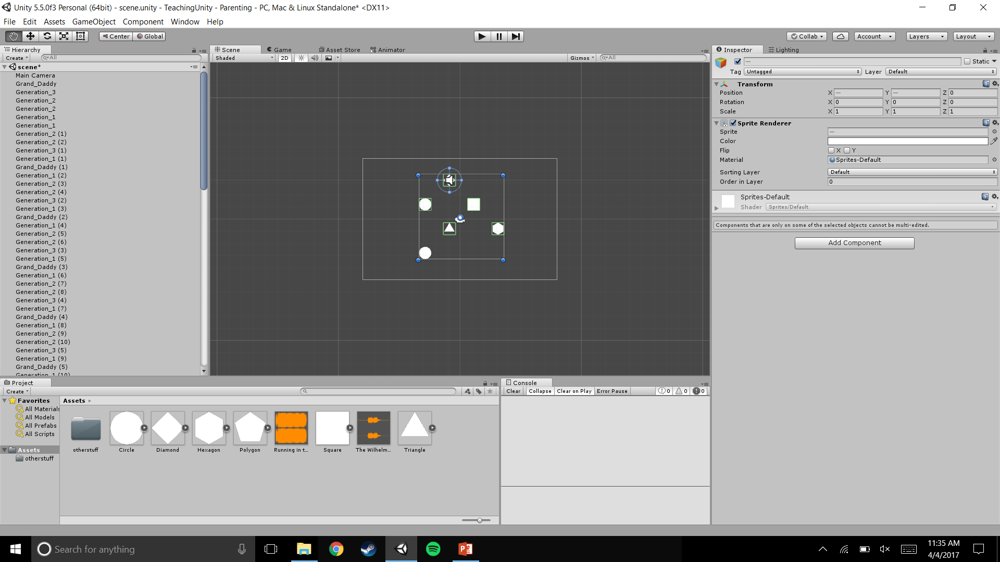 Unity 5.5.0f3 Personal (64bit) - scene.unity - TeachingUnity - Parenting - PC, Mac & Linux Standalone* <DX11>
File Edit Assets GameObject Component Window Help
Center Global Collab Account Layers Layout
Hierarchy
Create All
scene*
Main Camera
Grand_Daddy
Generation_3
Generation_2
Generation_2
Generation_1
Generation_1
Generation_2 (1)
Generation_2 (2)
Generation_3 (1)
Generation_1 (1)
Grand_Daddy (1)
Generation_1 (2)
Generation_2 (3)
Generation_2 (4)
Generation_3 (2)
Generation_1 (3)
Grand_Daddy (2)
Generation_1 (4)
Generation_2 (5)
Generation_2 (6)
Generation_3 (3)
Generation_1 (5)
Grand_Daddy (3)
Generation_1 (6)
Generation_2 (7)
Generation_2 (8)
Generation_3 (4)
Generation_1 (7)
Grand_Daddy (4)
Generation_1 (8)
Generation_2 (9)
Generation_2 (10)
Generation_3 (5)
Generation_1 (9)
Grand_Daddy (5)
Generation_1 (10)
Scene Game Asset Store Animator
Shaded 2D Gizmos All
Inspector Lighting
— Static
Tag Untagged Layer Default
Transform
Position X — Y — Z 0
Rotation X 0 Y 0 Z 0
Scale X 1 Y 1 Z 1
Sprite Renderer
Sprite —
Color
Flip X Y
Material Sprites-Default
Sorting Layer Default
Order in Layer 0
Sprites-Default
Shader Sprites/Default
Components that are only on some of the selected objects cannot be multi-edited.
Add Component
Project
Create
Favorites
All Materials
All Models
All Prefabs
All Scripts
Assets
otherstuff
Assets
otherstuff Circle Diamond Hexagon Polygon Running in t... Square The Wilhelm... Triangle
Console
Clear Collapse Clear on Play Error Pause 0 0 0
Search for anything
11:35 AM
4/4/2017